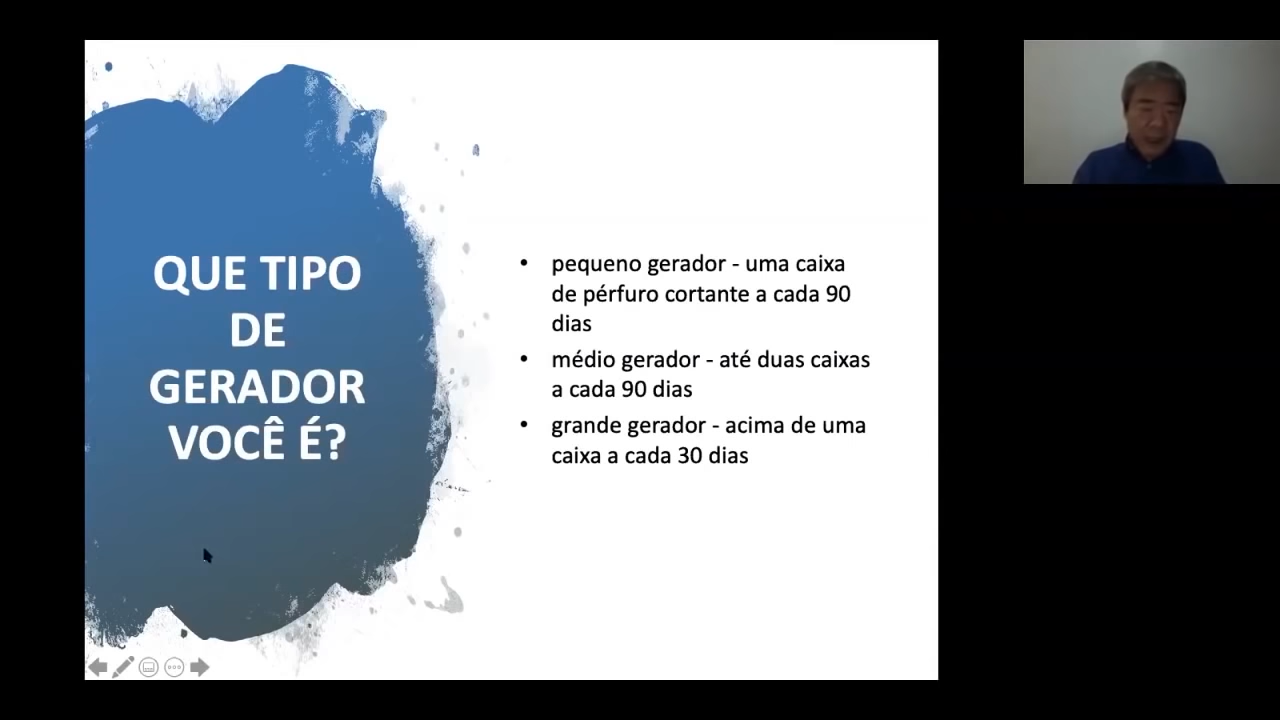 QUE TIPO
DE
GERADOR
VOCÊ É?
• pequeno gerador - uma caixa
de pérfuro cortante a cada 90
dias
• médio gerador - até duas caixas
a cada 90 dias
• grande gerador - acima de uma
caixa a cada 30 dias